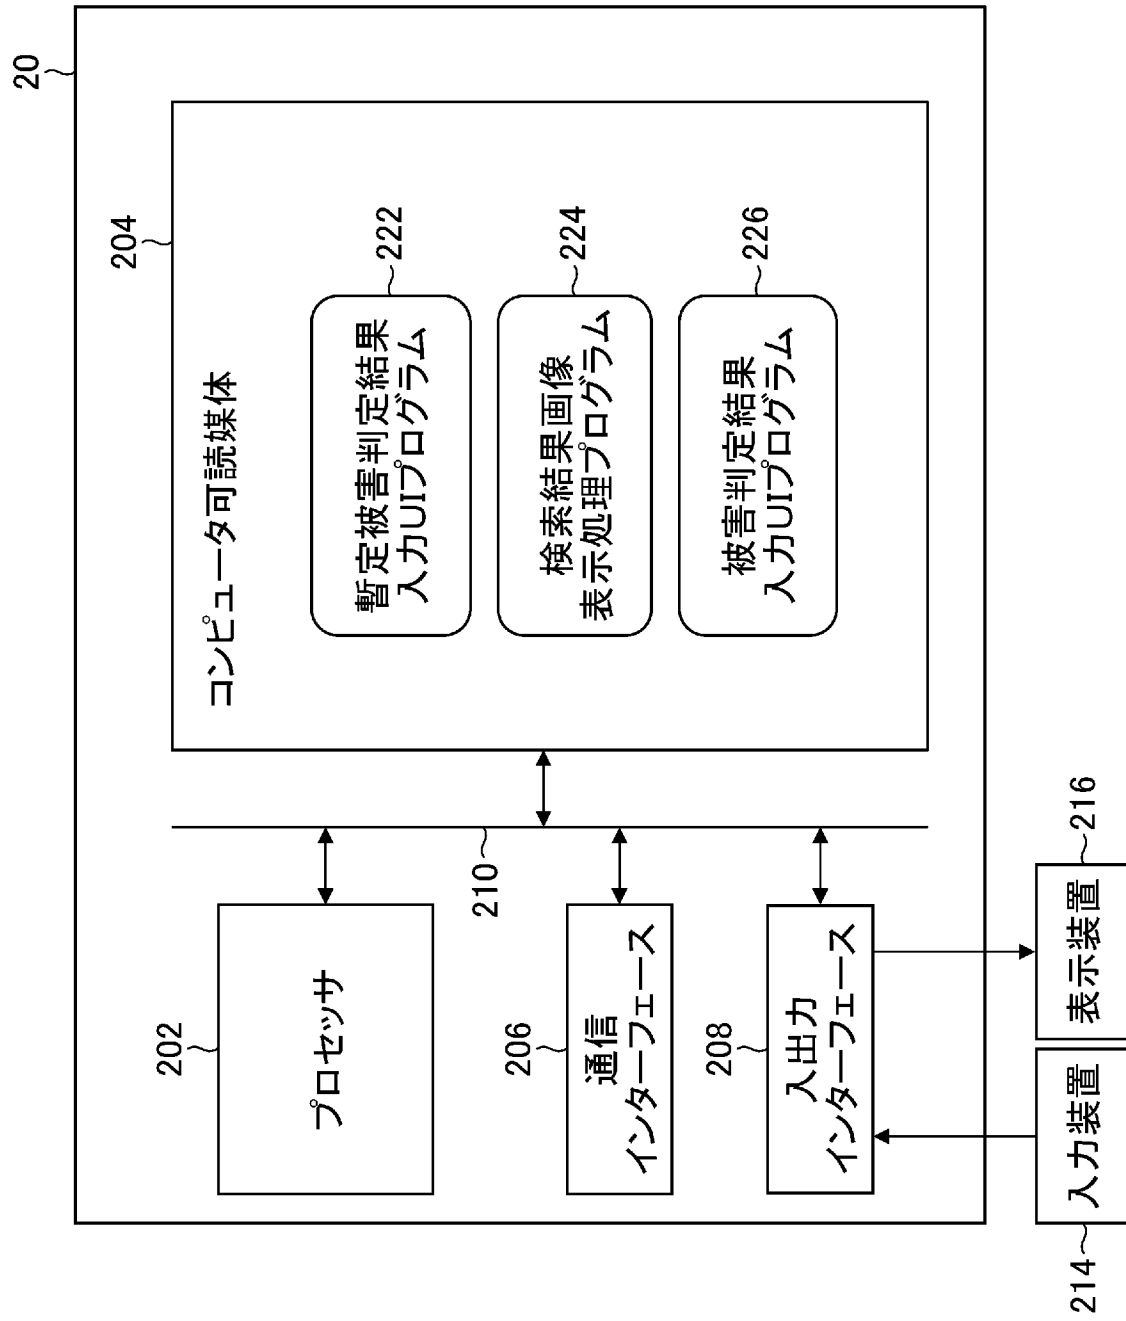 20
204
コンピュータ可読媒体
202
プロセッサ
222
暫定被害判定結果
入力UIプログラム
210
224
検索結果画像
表示処理プログラム
206
通信
インターフェース
226
被害判定結果
入力UIプログラム
208
入出力
インターフェース
214
入力装置
表示装置
216